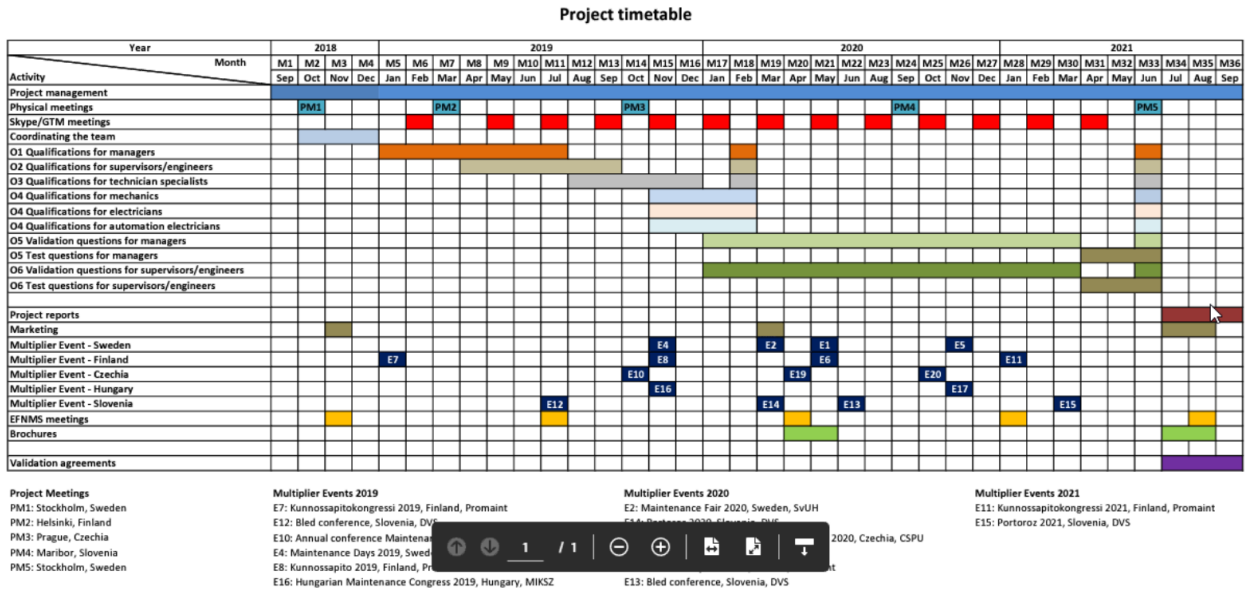 Project timetable
Year 2018 2019 2020 2021
Month M1 M2 M3 M4 M5 M6 M7 M8 M9 M10 M11 M12 M13 M14 M15 M16 M17 M18 M19 M20 M21 M22 M23 M24 M25 M26 M27 M28 M29 M30 M31 M32 M33 M34 M35 M36
Activity Sep Oct Nov Dec Jan Feb Mar Apr May Jun Jul Aug Sep Oct Nov Dec Jan Feb Mar Apr May Jun Jul Aug Sep Oct Nov Dec Jan Feb Mar Apr May Jun Jul Aug Sep
Project management
Physical meetings PM1 PM2 PM3 PM4 PM5
Skype/GTM meetings
Coordinating the team
O1 Qualifications for managers
O2 Qualifications for supervisors/engineers
O3 Qualifications for technician specialists
O4 Qualifications for mechanics
O4 Qualifications for electricians
O4 Qualifications for automation electricians
O5 Validation questions for managers
O5 Test questions for managers
O6 Validation questions for supervisors/engineers
O6 Test questions for supervisors/engineers
Project reports
Marketing
Multiplier Event - Sweden E4 E2 E1 E5
Multiplier Event - Finland E7 E8 E6 E11
Multiplier Event - Czechia E10 E19 E20
Multiplier Event - Hungary E16 E17
Multiplier Event - Slovenia E12 E14 E13 E15
EFNMS meetings
Brochures
Validation agreements
Project Meetings Multiplier Events 2019 Multiplier Events 2020 Multiplier Events 2021
PM1: Stockholm, Sweden E7: Kunnossapitokongressi 2019, Finland, Promaint E2: Maintenance Fair 2020, Sweden, SvUH E11: Kunnossapitokongressi 2021, Finland, Promaint
PM2: Helsinki, Finland E12: Bled conference, Slovenia, DVS E15: Portoroz 2021, Slovenia, DVS
PM3: Prague, Czechia E10: Annual conference 2020, Czechia, CSPU
PM4: Maribor, Slovenia E4: Maintenance Days 2019, 1 / 1
PM5: Stockholm, Sweden E8: Kunnossapito 2019, Finland,
E16: Hungarian Maintenance Congress 2019, Hungary, MIKSZ E13: Bled conference, Slovenia, DVS